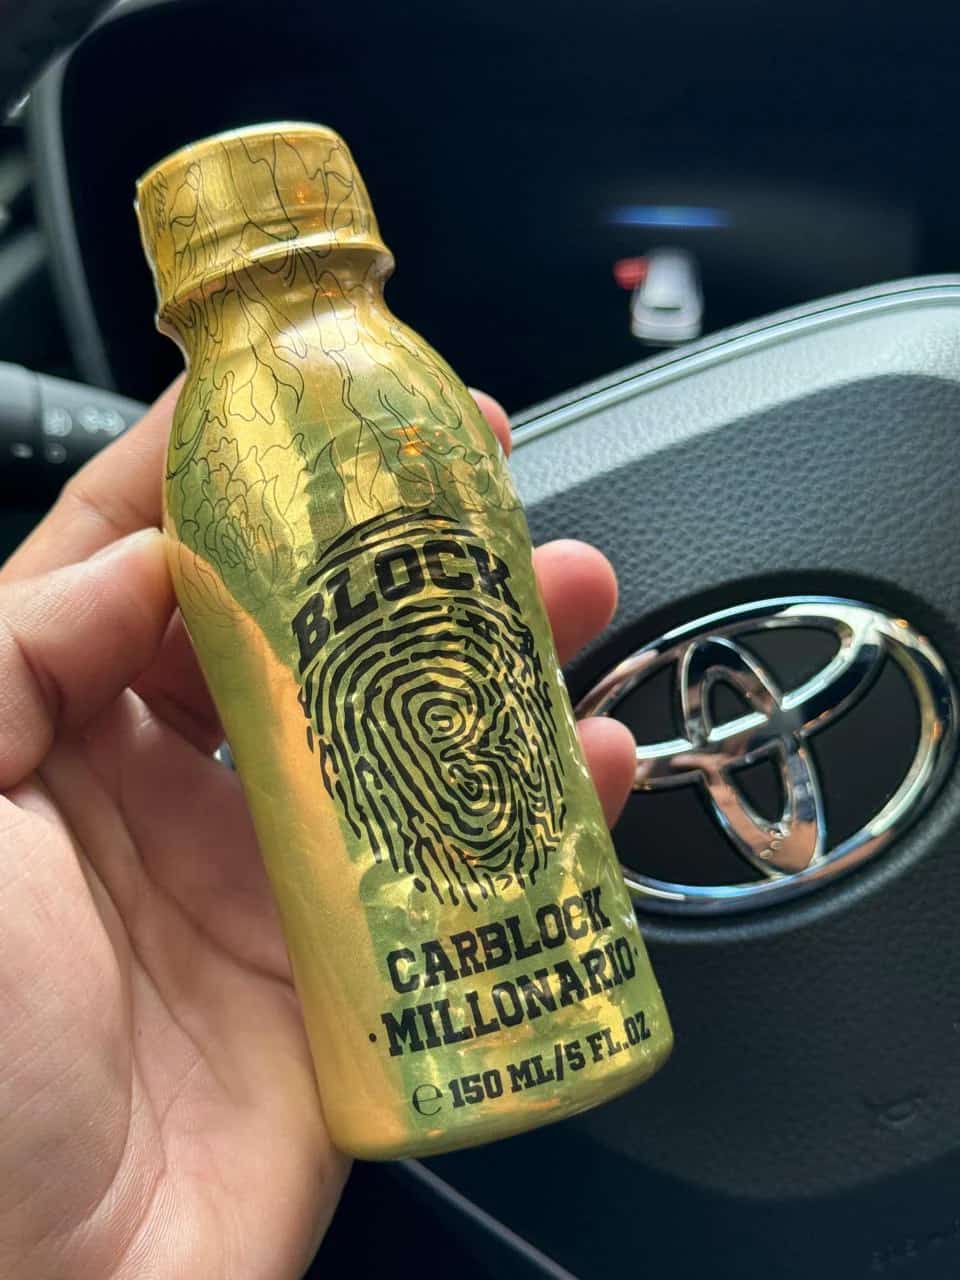 BLOCK
CARBLOCK
·MILLONARIO·
℮ 150 ML/5 FL.OZ